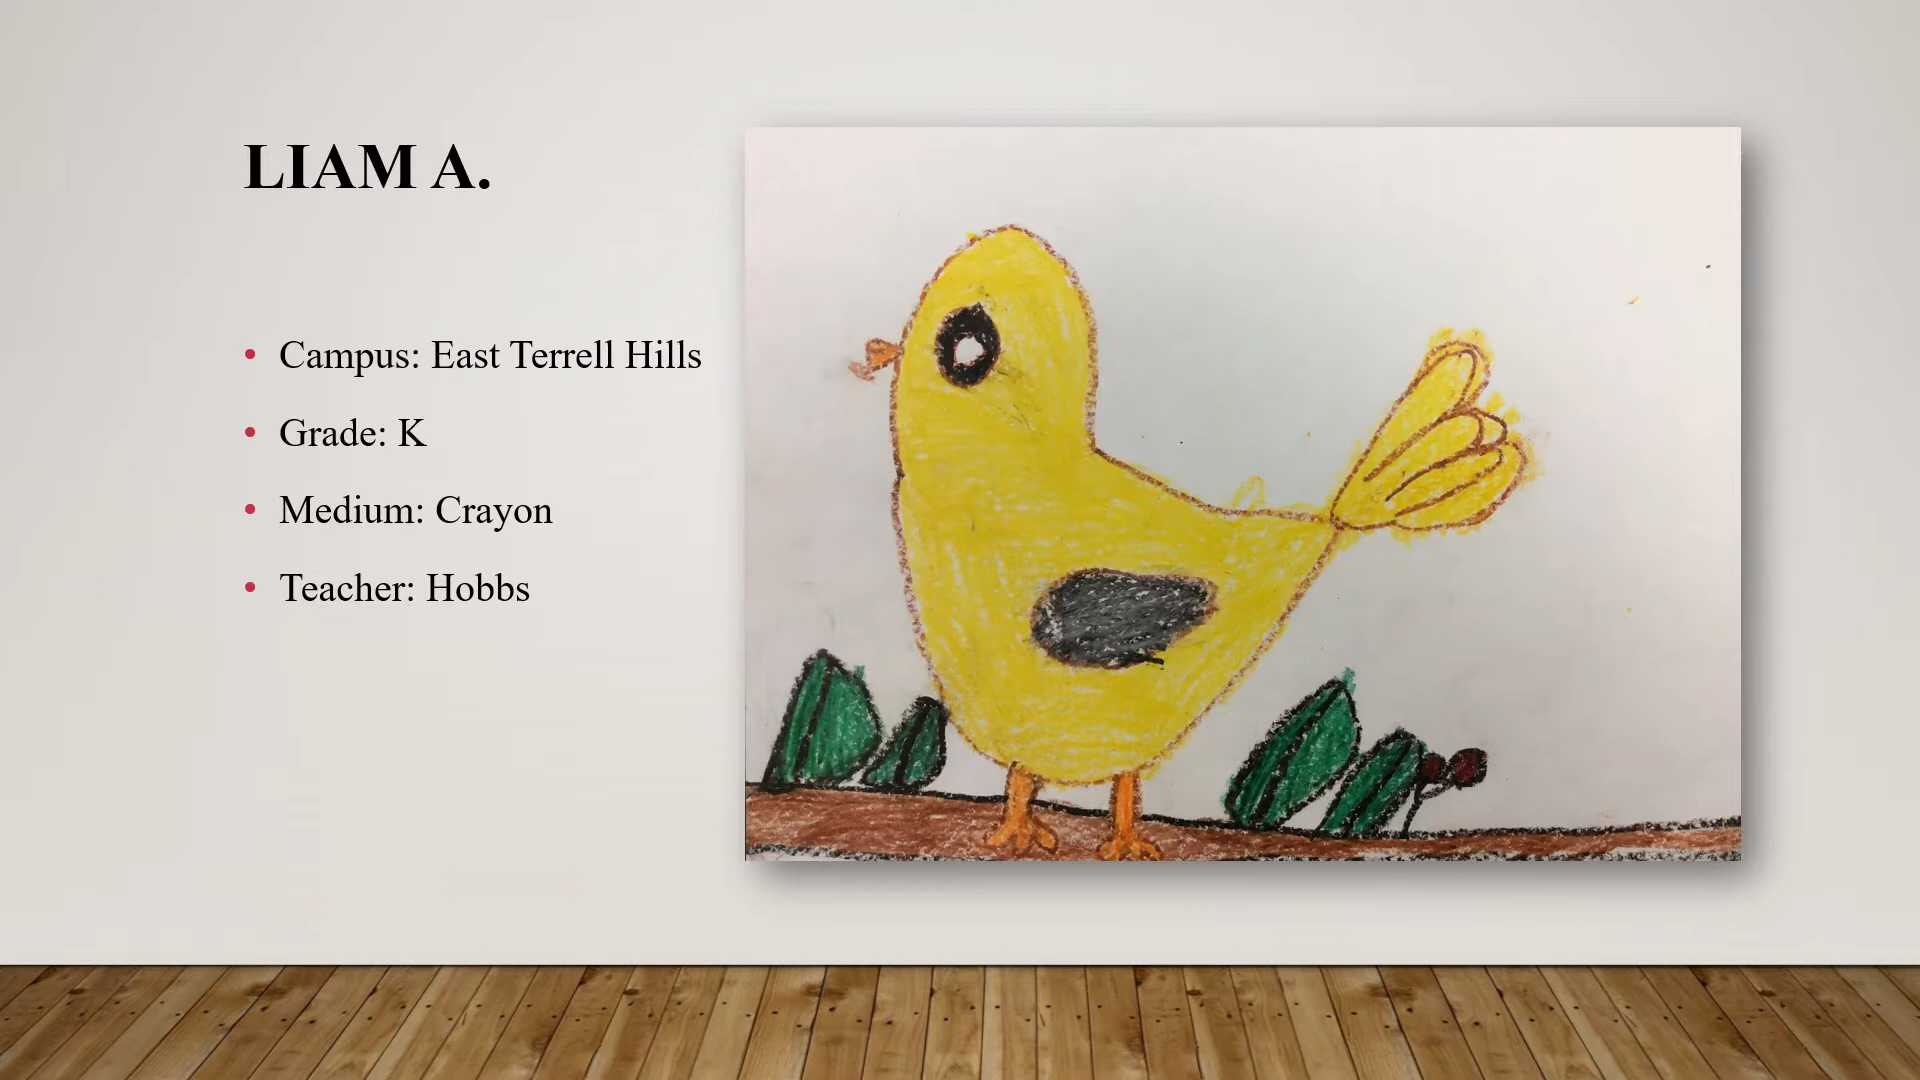 LIAM A.
• Campus: East Terrell Hills
• Grade: K
• Medium: Crayon
• Teacher: Hobbs